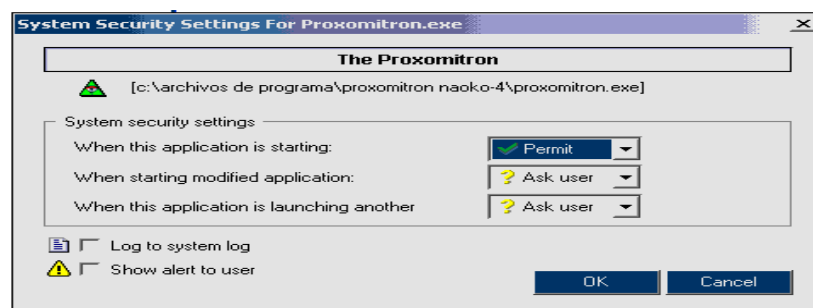 System Security Settings For Proxomitron.exe
The Proxomitron
[c:\archivos de programa\proxomitron naoko-4\proxomitron.exe]
System security settings
When this application is starting: Permit
When starting modified application: Ask user
When this application is launching another Ask user
Log to system log
Show alert to user
OK Cancel